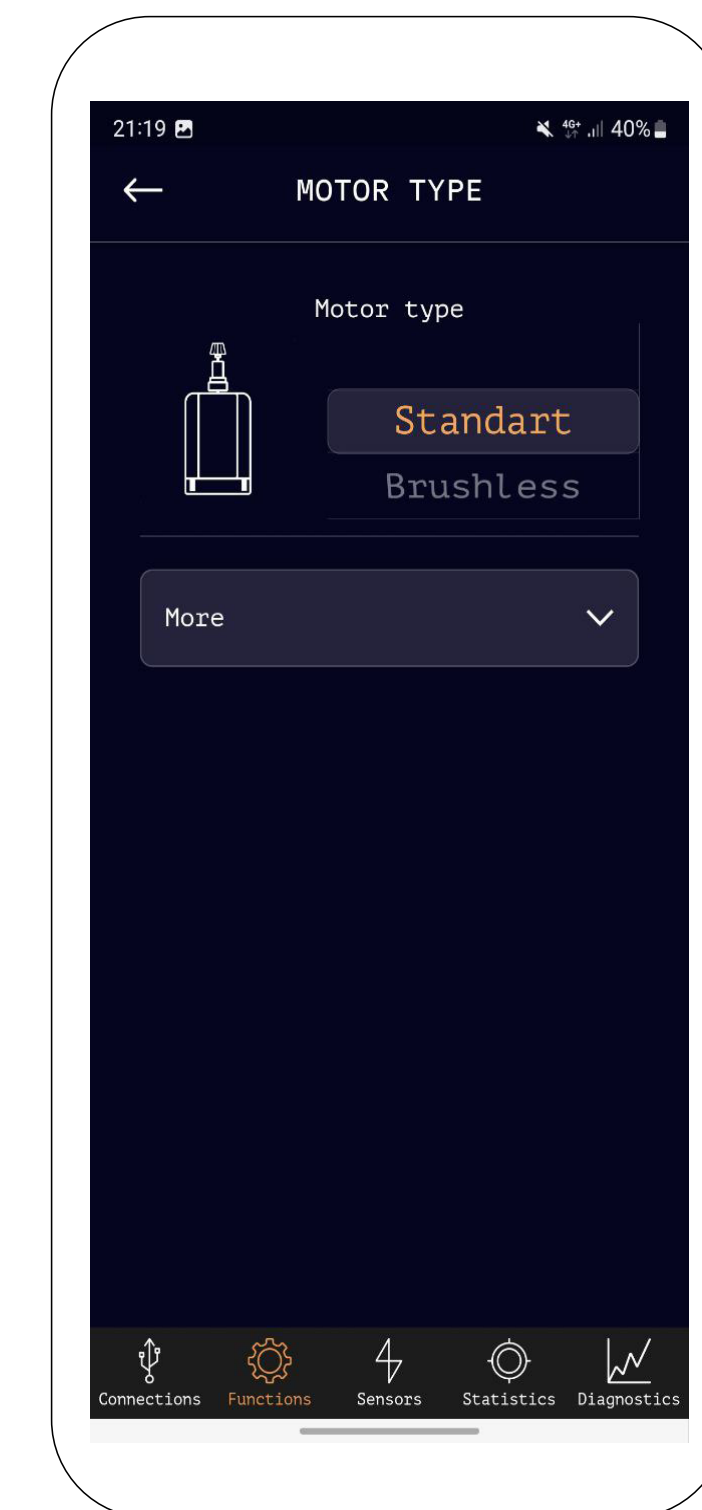 21:19 4G+ 40%
MOTOR TYPE
Motor type
Standart
Brushless
More
Connections Functions Sensors Statistics Diagnostics